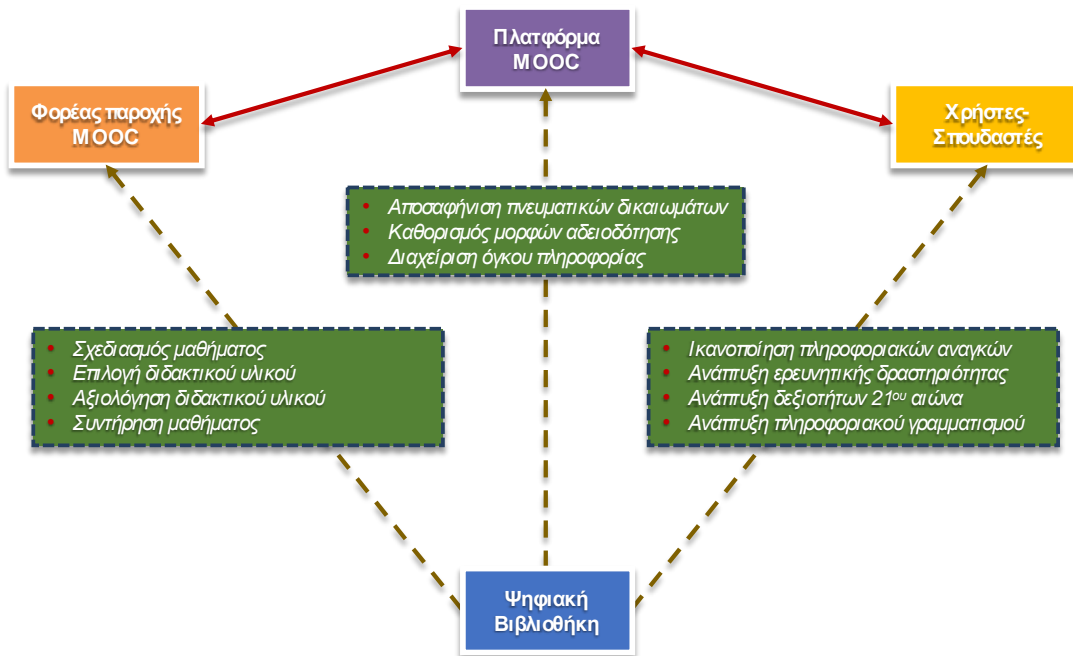 Πλατφόρμα
MOOC
Φορέας παροχής
MOOC
Χρήστες-
Σπουδαστές
• Αποσαφήνιση πνευματικών δικαιωμάτων
• Καθορισμός μορφών αδειοδότησης
• Διαχείριση όγκου πληροφορίας
• Σχεδιασμός μαθήματος
• Επιλογή διδακτικού υλικού
• Αξιολόγηση διδακτικού υλικού
• Συντήρηση μαθήματος
• Ικανοποίηση πληροφοριακών αναγκών
• Ανάπτυξη ερευνητικής δραστηριότητας
• Ανάπτυξη δεξιοτήτων 21ου αιώνα
• Ανάπτυξη πληροφοριακού γραμματισμού
Ψηφιακή
Βιβλιοθήκη